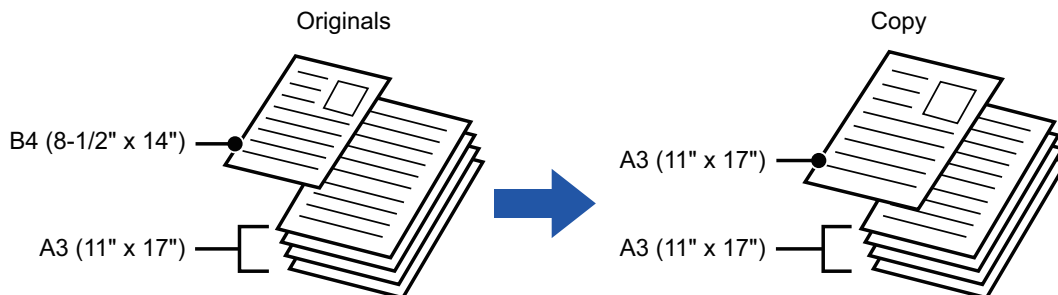 Originals
B4 (8-1/2" x 14")
A3 (11" x 17")
Copy
A3 (11" x 17")
A3 (11" x 17")